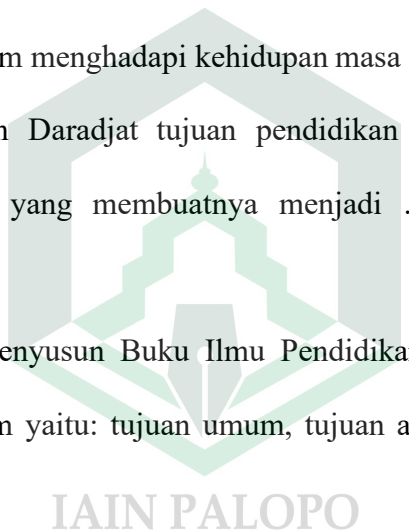 m menghadapi kehidupan masa
Daradjat tujuan pendidikan
yang membuatnya menjadi .
enyusun Buku Ilmu Pendidikan
m yaitu: tujuan umum, tujuan a
IAIN PALOPO